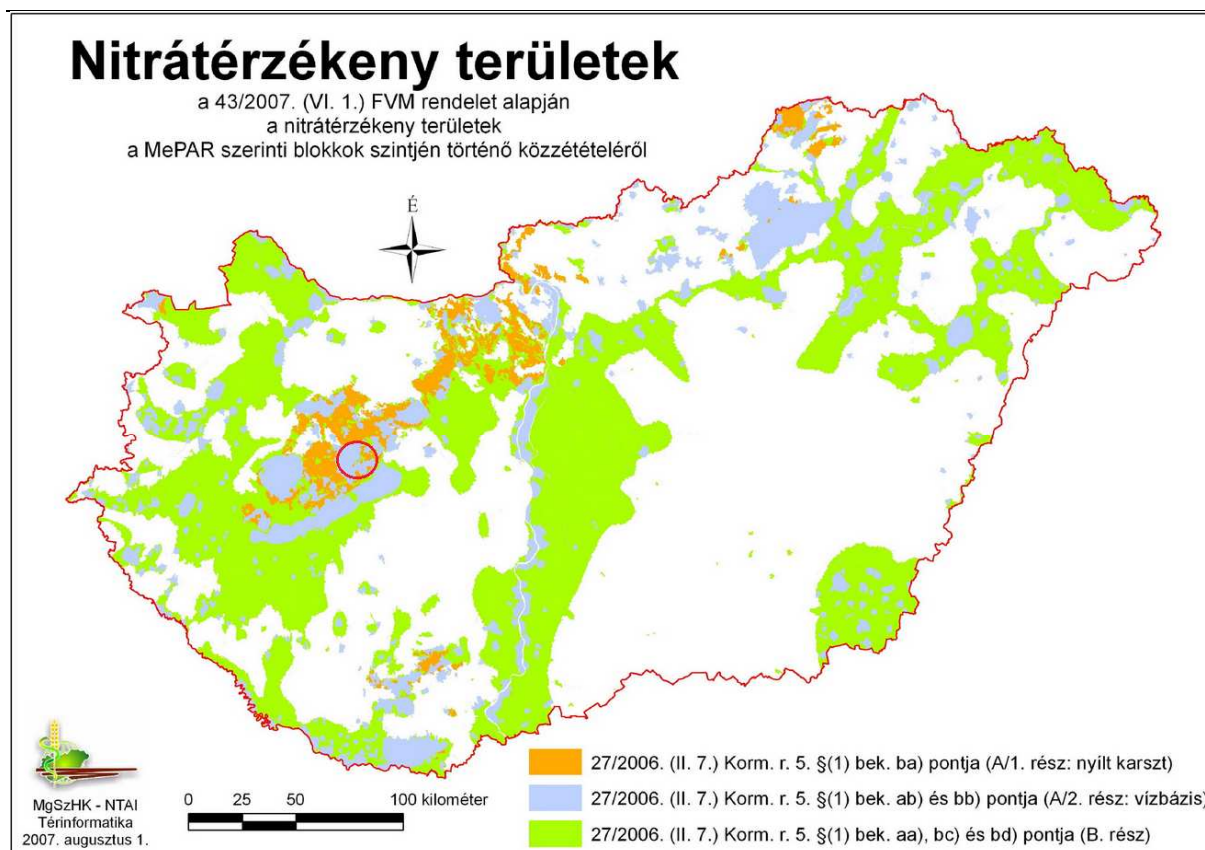 Nitrátérzékeny területek
a 43/2007. (VI. 1.) FVM rendelet alapján
a nitrátérzékeny területek
a MePAR szerinti blokkok szintjén történő közzétételéről
É
27/2006. (II. 7.) Korm. r. 5. §(1) bek. ba) pontja (A/1. rész: nyílt karszt)
27/2006. (II. 7.) Korm. r. 5. §(1) bek. ab) és bb) pontja (A/2. rész: vízbázis)
27/2006. (II. 7.) Korm. r. 5. §(1) bek. aa), bc) és bd) pontja (B. rész)
MgSzHK - NTAI
Térinformatika
2007. augusztus 1.
0 25 50 100 kilométer